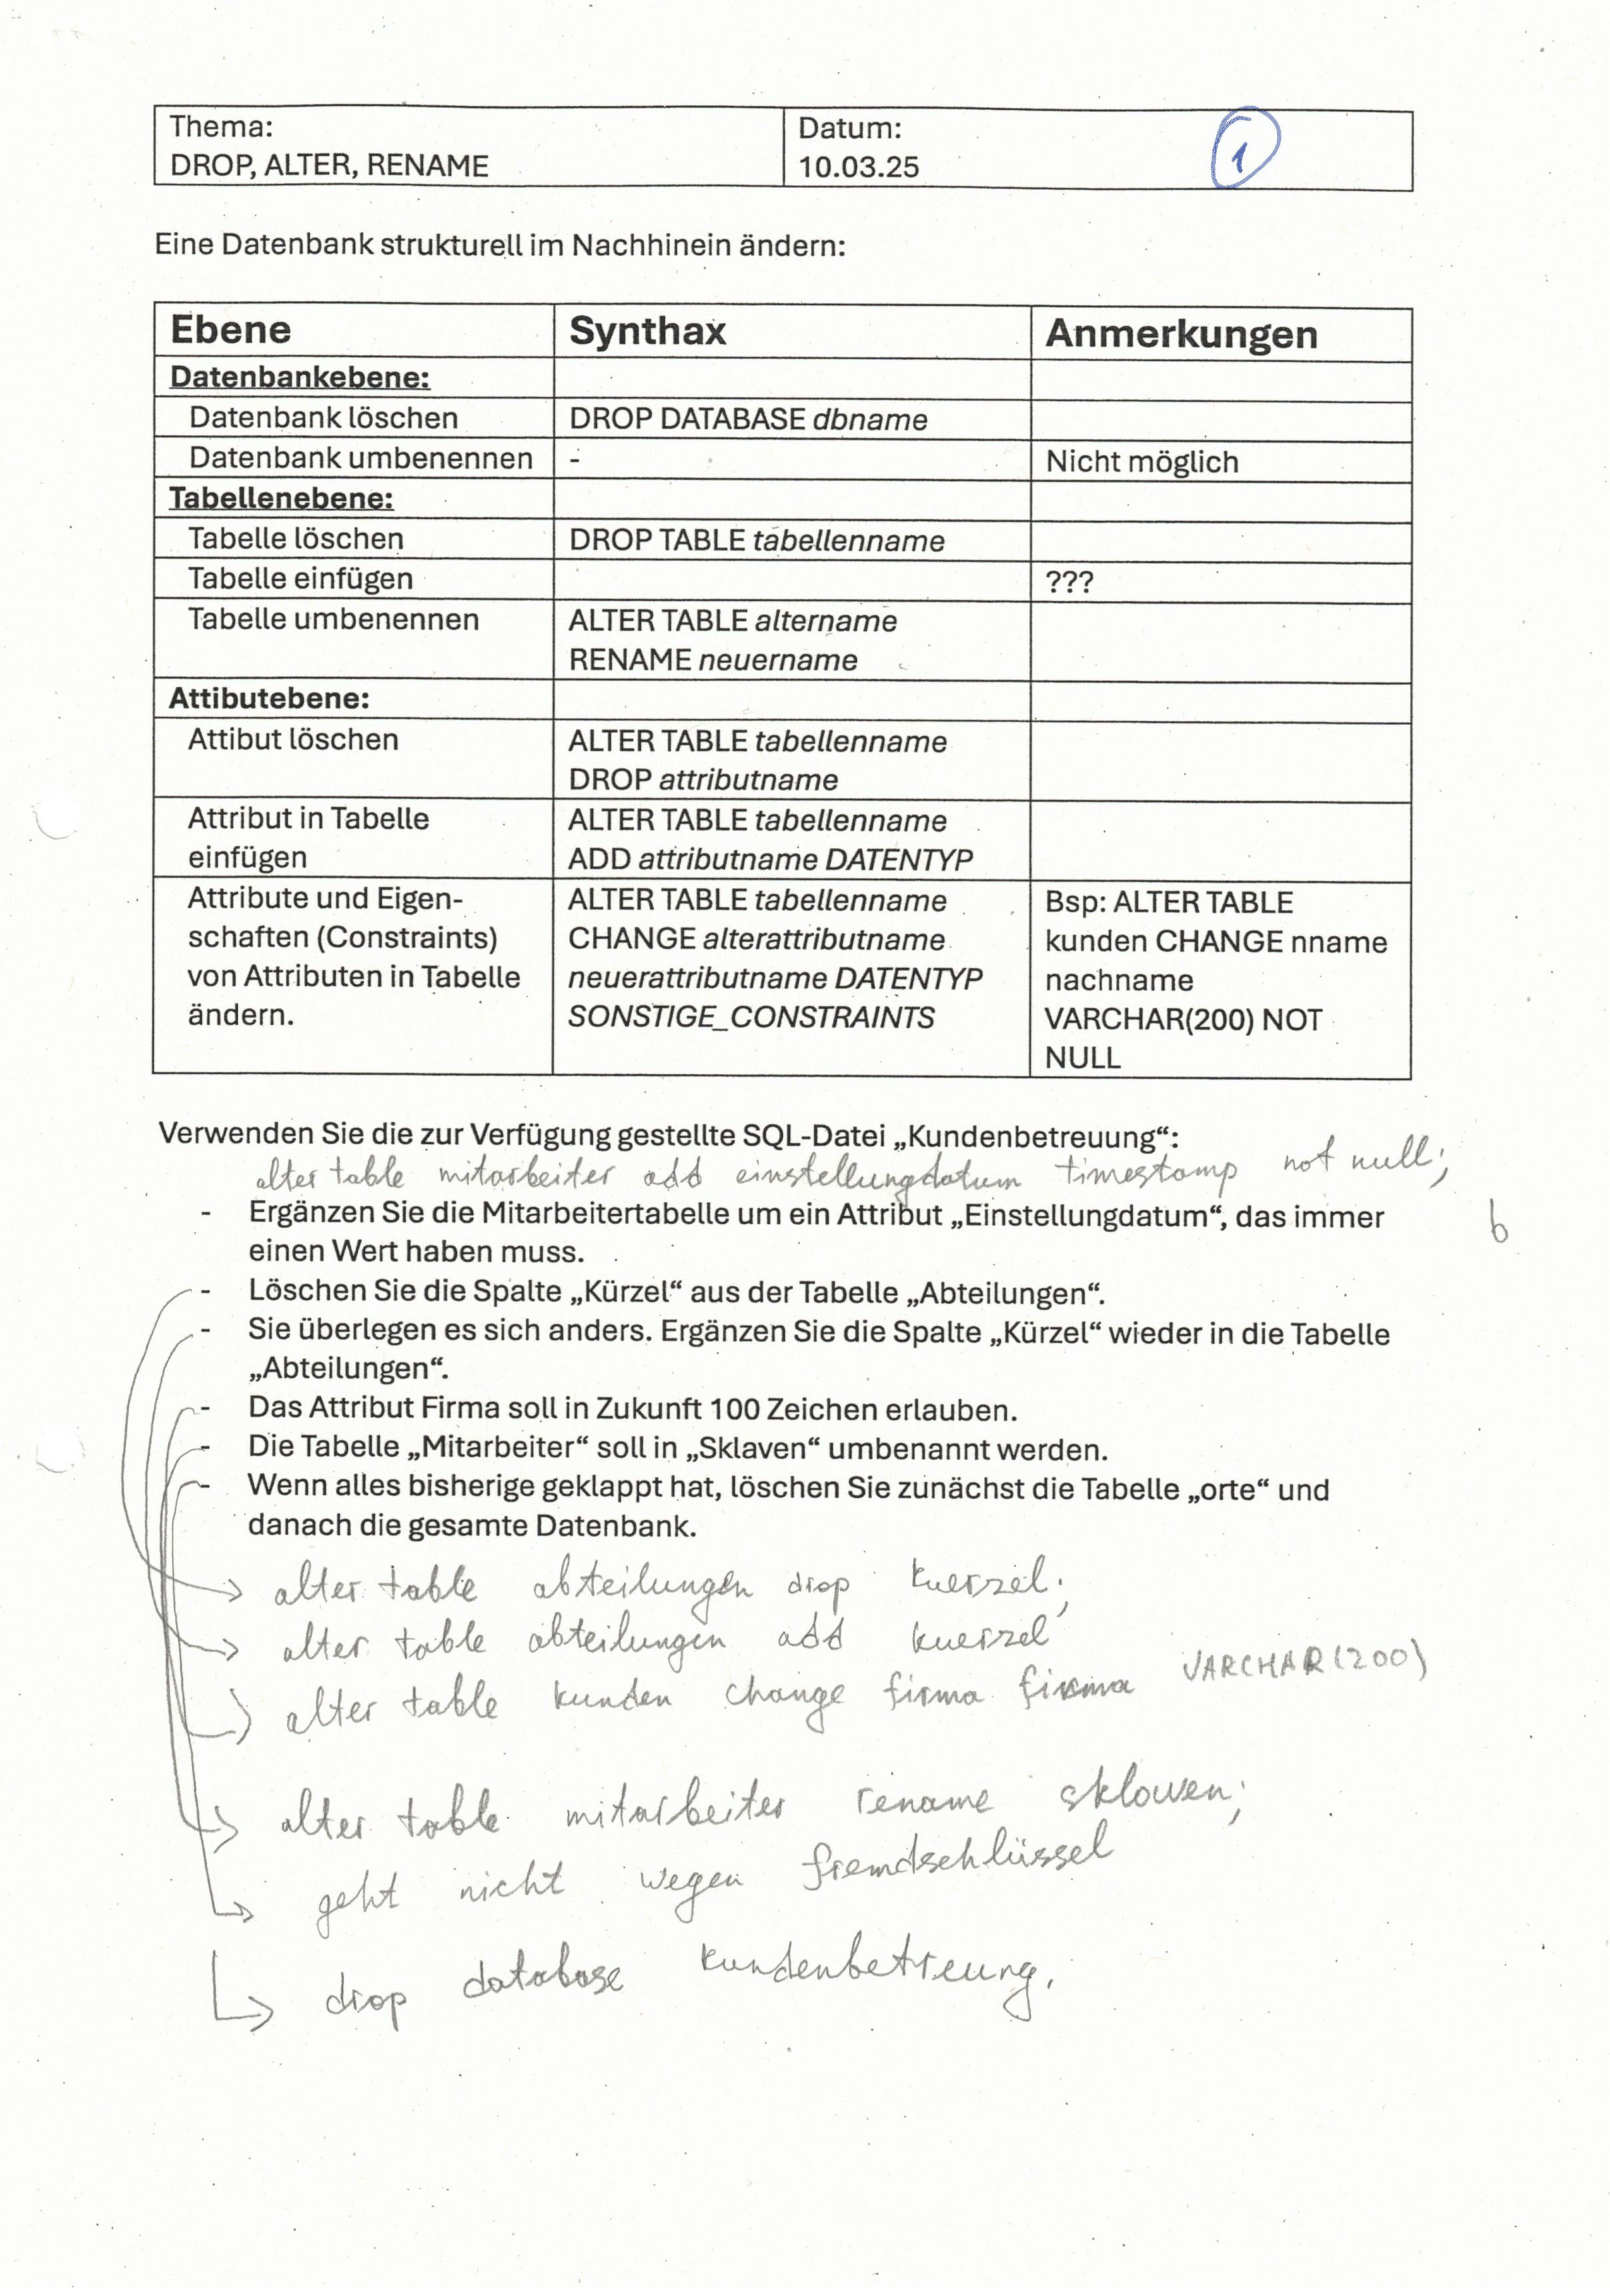 Thema:
DROP, ALTER, RENAME
Datum:
10.03.25
1
Eine Datenbank strukturell im Nachhinein ändern:
Ebene Synthax Anmerkungen
Datenbankebene:
Datenbank löschen DROP DATABASE dbname
Datenbank umbenennen - Nicht möglich
Tabellenebene:
Tabelle löschen DROP TABLE tabellenname
Tabelle einfügen ???
Tabelle umbenennen ALTER TABLE altername
RENAME neuername
Attibutebene:
Attibut löschen ALTER TABLE tabellenname
DROP attributname
Attribut in Tabelle ALTER TABLE tabellenname
einfügen ADD attributname DATENTYP
Attribute und Eigen- ALTER TABLE tabellenname Bsp: ALTER TABLE
schaften (Constraints) CHANGE alterattributname kunden CHANGE nname
von Attributen in Tabelle neuerattributname DATENTYP nachname
ändern. SONSTIGE_CONSTRAINTS VARCHAR(200) NOT
NULL
Verwenden Sie die zur Verfügung gestellte SQL-Datei „Kundenbetreuung“:
alter table mitarbeiter add einstellungdatum timestamp not null;
- Ergänzen Sie die Mitarbeitertabelle um ein Attribut „Einstellungdatum“, das immer
einen Wert haben muss.
b
- Löschen Sie die Spalte „Kürzel“ aus der Tabelle „Abteilungen“.
- Sie überlegen es sich anders. Ergänzen Sie die Spalte „Kürzel“ wieder in die Tabelle
„Abteilungen“.
- Das Attribut Firma soll in Zukunft 100 Zeichen erlauben.
- Die Tabelle „Mitarbeiter“ soll in „Sklaven“ umbenannt werden.
- Wenn alles bisherige geklappt hat, löschen Sie zunächst die Tabelle „orte“ und
danach die gesamte Datenbank.
alter table abteilungen drop kuerzel;
alter table abteilungen add kuerzel
alter table kunden change firma firma VARCHAR(200)
alter table mitarbeiter rename sklaven;
geht nicht wegen fremdschlüssel
drop database kundenbetreung.